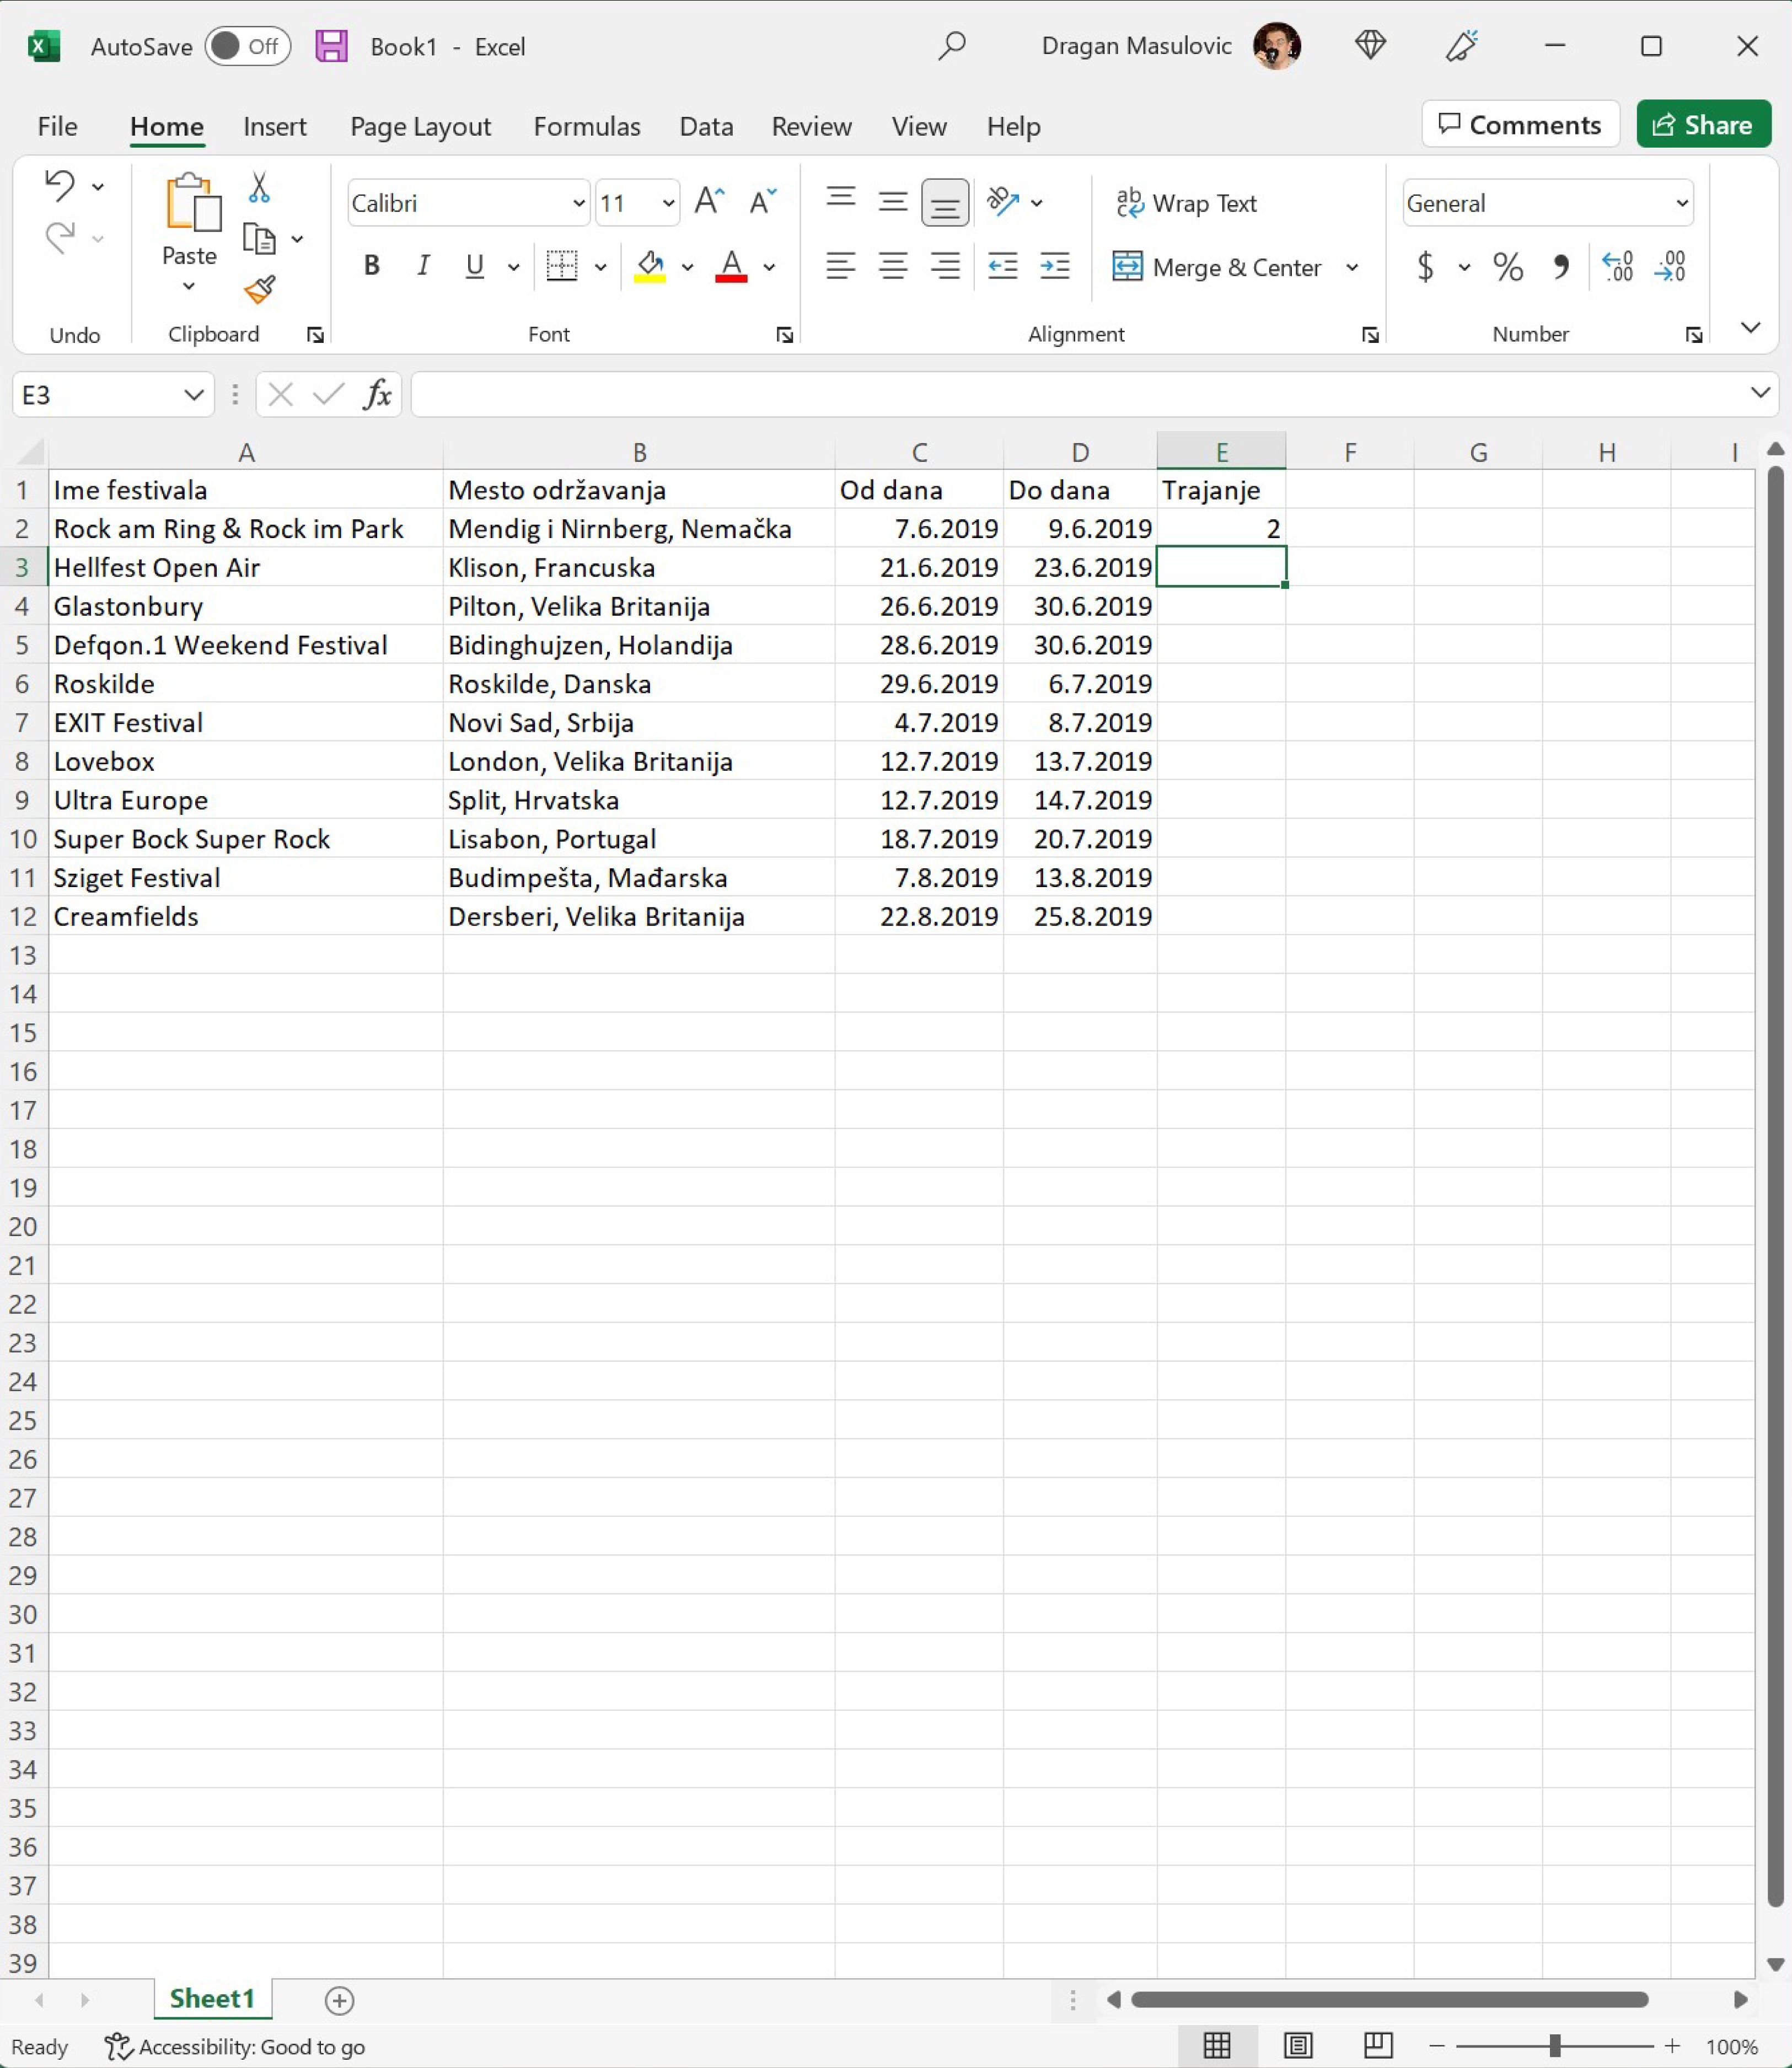 AutoSave Off Book1 - Excel Dragan Masulovic
File Home Insert Page Layout Formulas Data Review View Help Comments Share
Calibri 11 Wrap Text General
Paste B I U A Merge & Center $ % 9
Undo Clipboard Font Alignment Number
E3 fx
A B C D E F G H I
1 Ime festivala Mesto održavanja Od dana Do dana Trajanje
2 Rock am Ring & Rock im Park Mendig i Nirnberg, Nemačka 7.6.2019 9.6.2019 2
3 Hellfest Open Air Klison, Francuska 21.6.2019 23.6.2019
4 Glastonbury Pilton, Velika Britanija 26.6.2019 30.6.2019
5 Defqon.1 Weekend Festival Bidinghujzen, Holandija 28.6.2019 30.6.2019
6 Roskilde Roskilde, Danska 29.6.2019 6.7.2019
7 EXIT Festival Novi Sad, Srbija 4.7.2019 8.7.2019
8 Lovebox London, Velika Britanija 12.7.2019 13.7.2019
9 Ultra Europe Split, Hrvatska 12.7.2019 14.7.2019
10 Super Bock Super Rock Lisabon, Portugal 18.7.2019 20.7.2019
11 Sziget Festival Budimpešta, Mađarska 7.8.2019 13.8.2019
12 Creamfields Dersberi, Velika Britanija 22.8.2019 25.8.2019
13
14
15
16
17
18
19
20
21
22
23
24
25
26
27
28
29
30
31
32
33
34
35
36
37
38
39
Sheet1
Ready Accessibility: Good to go 100%